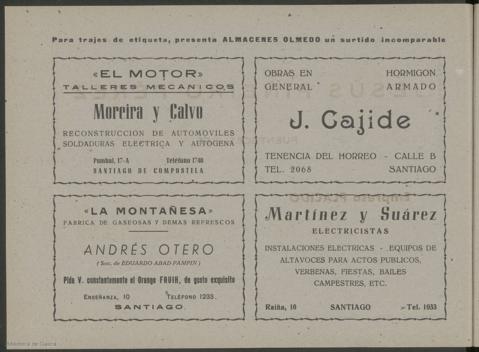 Para trajes de etiqueta, presenta ALMACENES OLMEDO un surtido incomparable
«EL MOTOR»
TALLERES MECANICOS
Moreira y Calvo
RECONSTRUCCION DE AUTOMOVILES
SOLDADURAS ELECTRICA Y AUTOGENA
Pombal, 17-A Teléfono 1746
SANTIAGO DE COMPOSTELA
OBRAS EN HORMIGON
GENERAL ARMADO
J. Cajide
TENENCIA DEL HORREO - CALLE B
TEL. 2068 SANTIAGO
«LA MONTAÑESA»
FABRICA DE GASEOSAS Y DEMAS REFRESCOS
ANDRÉS OTERO
(Suc. de EDUARDO ABAD PAMPIN)
Pida V. constantemente el Orange FRUIN, de gusto exquisito
ENSEÑANZA, 10 TELÉFONO 1233.
SANTIAGO.
Martínez y Suárez
ELECTRICISTAS
INSTALACIONES ELECTRICAS - EQUIPOS DE
ALTAVOCES PARA ACTOS PUBLICOS,
VERBENAS, FIESTAS, BAILES
CAMPESTRES, ETC.
Raíña, 10 SANTIAGO - Tel. 1033